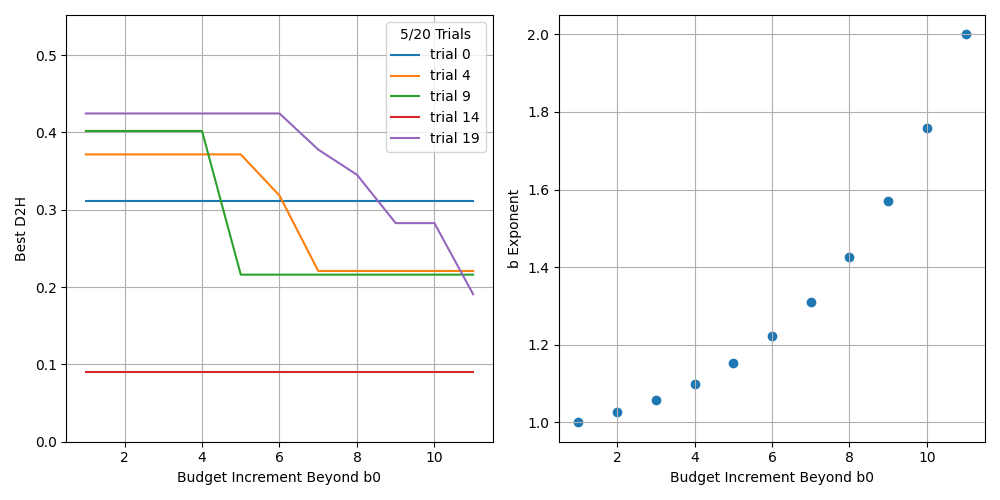 5/20 Trials
trial 0
trial 4
trial 9
trial 14
trial 19
Best D2H
0.5
0.4
0.3
0.2
0.1
0.0
2 4 6 8 10
Budget Increment Beyond b0
b Exponent
2.0
1.8
1.6
1.4
1.2
1.0
2 4 6 8 10
Budget Increment Beyond b0